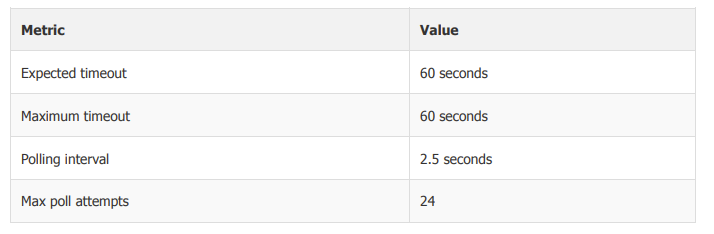 Metric Value
Expected timeout 60 seconds
Maximum timeout 60 seconds
Polling interval 2.5 seconds
Max poll attempts 24